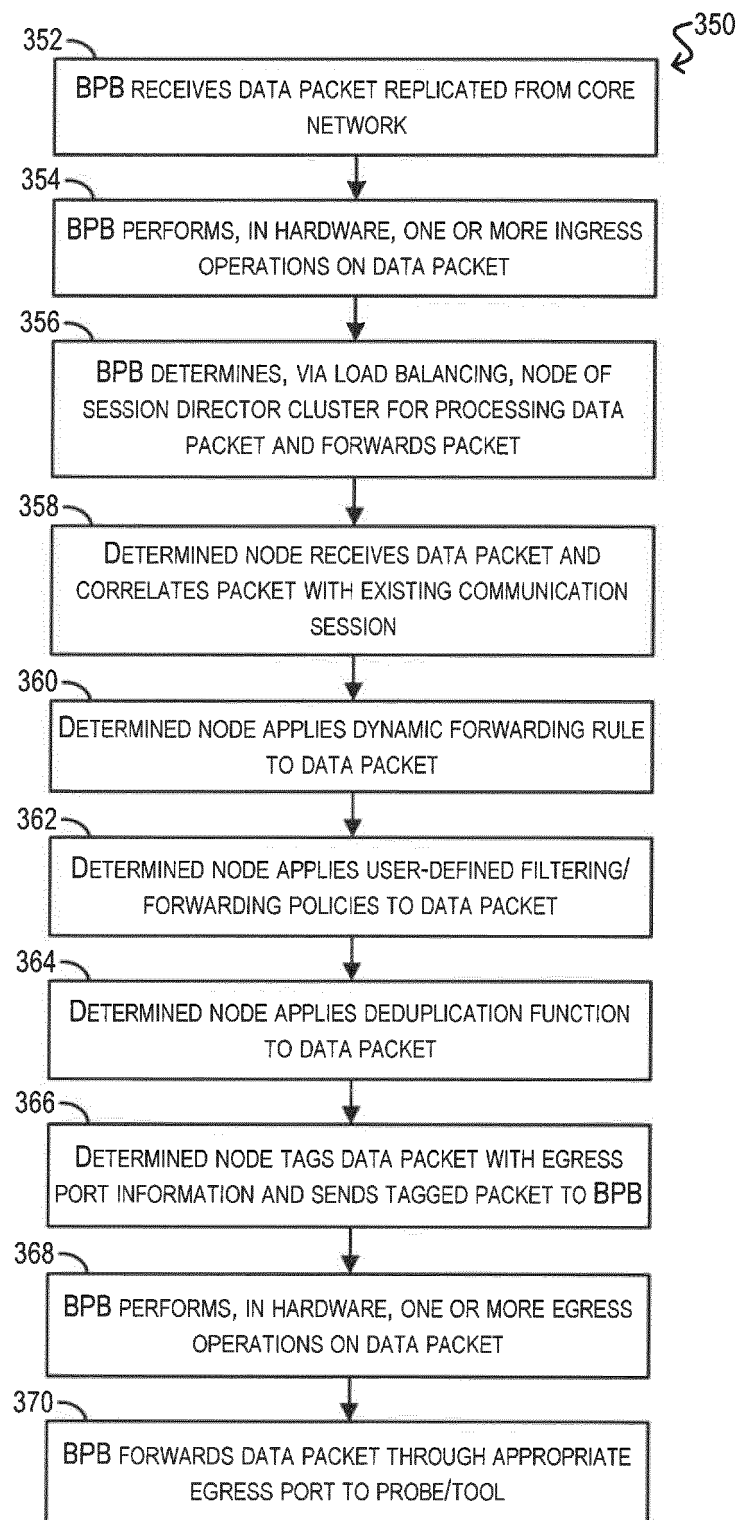 350
352
BPB RECEIVES DATA PACKET REPLICATED FROM CORE
NETWORK
354
BPB PERFORMS, IN HARDWARE, ONE OR MORE INGRESS
OPERATIONS ON DATA PACKET
356
BPB DETERMINES, VIA LOAD BALANCING, NODE OF
SESSION DIRECTOR CLUSTER FOR PROCESSING DATA
PACKET AND FORWARDS PACKET
358
DETERMINED NODE RECEIVES DATA PACKET AND
CORRELATES PACKET WITH EXISTING COMMUNICATION
SESSION
360
DETERMINED NODE APPLIES DYNAMIC FORWARDING RULE
TO DATA PACKET
362
DETERMINED NODE APPLIES USER-DEFINED FILTERING/
FORWARDING POLICIES TO DATA PACKET
364
DETERMINED NODE APPLIES DEDUPLICATION FUNCTION
TO DATA PACKET
366
DETERMINED NODE TAGS DATA PACKET WITH EGRESS
PORT INFORMATION AND SENDS TAGGED PACKET TO BPB
368
BPB PERFORMS, IN HARDWARE, ONE OR MORE EGRESS
OPERATIONS ON DATA PACKET
370
BPB FORWARDS DATA PACKET THROUGH APPROPRIATE
EGRESS PORT TO PROBE/TOOL